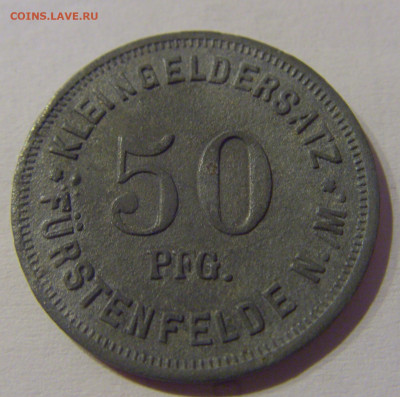 COINS.LAVE.RU
* KLEINGELDERSATZ *
50
PFG.
FÜRSTENFELDE N./M.